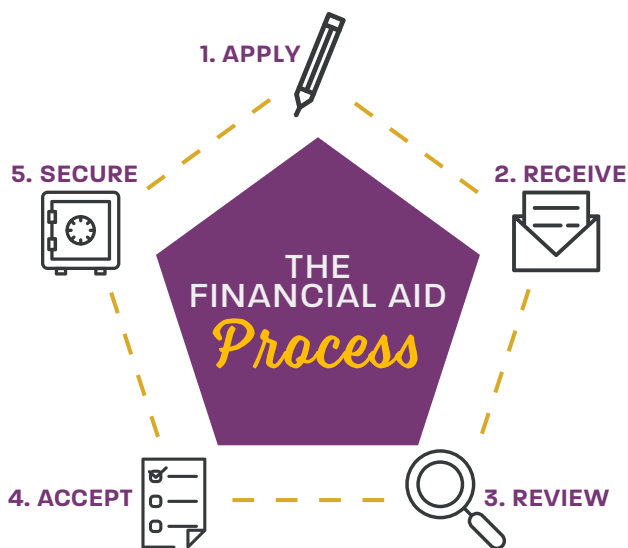 1. APPLY
5. SECURE
2. RECEIVE
THE
FINANCIAL AID
Process
4. ACCEPT
3. REVIEW